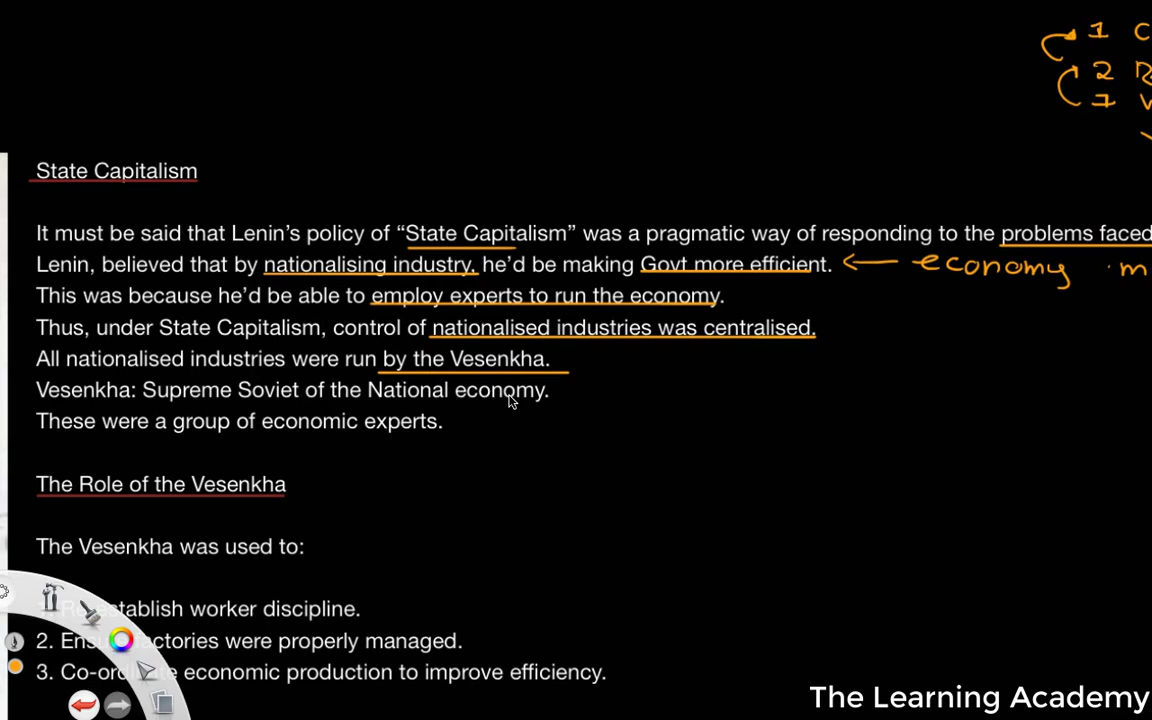 1 C
2
State Capitalism
It must be said that Lenin’s policy of “State Capitalism” was a pragmatic way of responding to the problems faced
Lenin, believed that by nationalising industry, he’d be making Govt more efficient. ← economy m
This was because he’d be able to employ experts to run the economy.
Thus, under State Capitalism, control of nationalised industries was centralised.
All nationalised industries were run by the Vesenkha.
Vesenkha: Supreme Soviet of the National economy.
These were a group of economic experts.
The Role of the Vesenkha
The Vesenkha was used to:
establish worker discipline.
2. factories were properly managed.
3. economic production to improve efficiency.
The Learning Academy